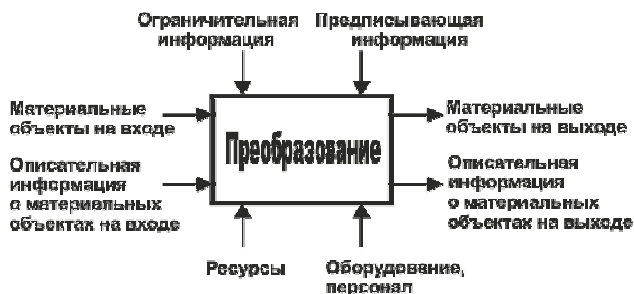 Ограничительная информация
Предписывающая информация
Материальные объекты на входе
Преобразование
Материальные объекты на выходе
Описательная информация о материальных объектах на входе
Описательная информация о материальных объектах на выходе
Ресурсы
Оборудование, персонал